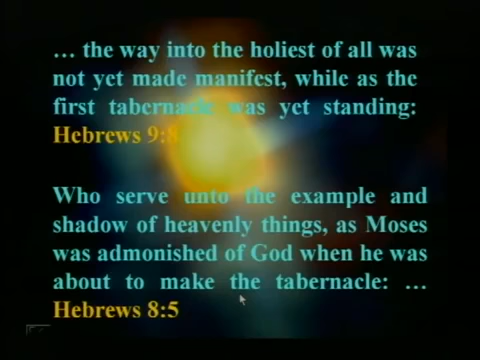 … the way into the holiest of all was
not yet made manifest, while as the
first tabernacle was yet standing:
Hebrews 9:8
Who serve unto the example and
shadow of heavenly things, as Moses
was admonished of God when he was
about to make the tabernacle: …
Hebrews 8:5